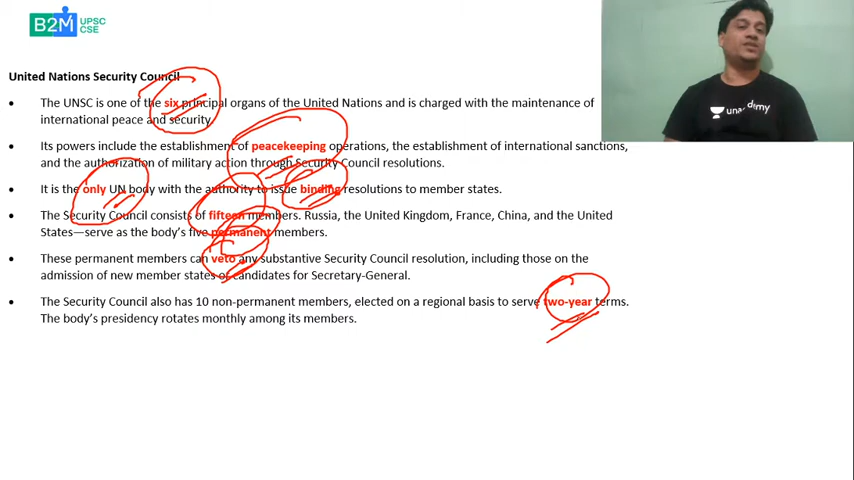 B2M UPSC
CSE
United Nations Security Council
• The UNSC is one of the six principal organs of the United Nations and is charged with the maintenance of
international peace and security.
• Its powers include the establishment of peacekeeping operations, the establishment of international sanctions,
and the authorization of military action through Security Council resolutions.
• It is the only UN body with the authority to issue binding resolutions to member states.
• The Security Council consists of fifteen members. Russia, the United Kingdom, France, China, and the United
States—serve as the body's five permanent members.
• These permanent members can veto any substantive Security Council resolution, including those on the
admission of new member states or candidates for Secretary-General.
• The Security Council also has 10 non-permanent members, elected on a regional basis to serve two-year terms.
The body's presidency rotates monthly among its members.
unacademy